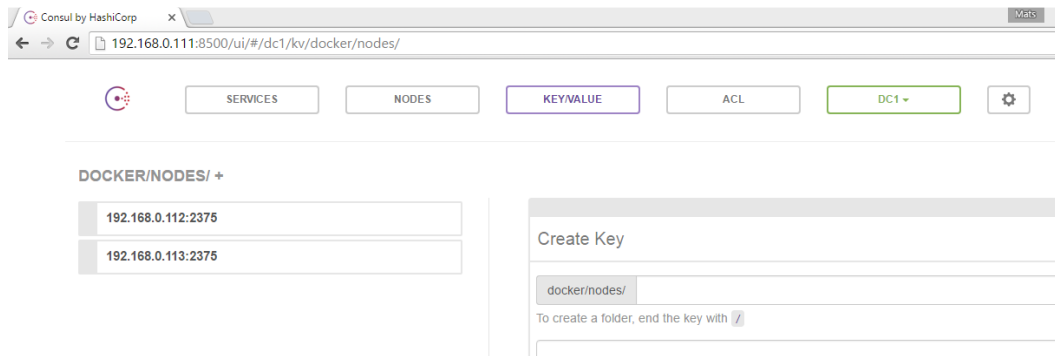 Consul by HashiCorp
Mats
192.168.0.111:8500/ui/#/dc1/kv/docker/nodes/
SERVICES
NODES
KEY/VALUE
ACL
DC1
DOCKER/NODES/ +
192.168.0.112:2375
192.168.0.113:2375
Create Key
docker/nodes/
To create a folder, end the key with /